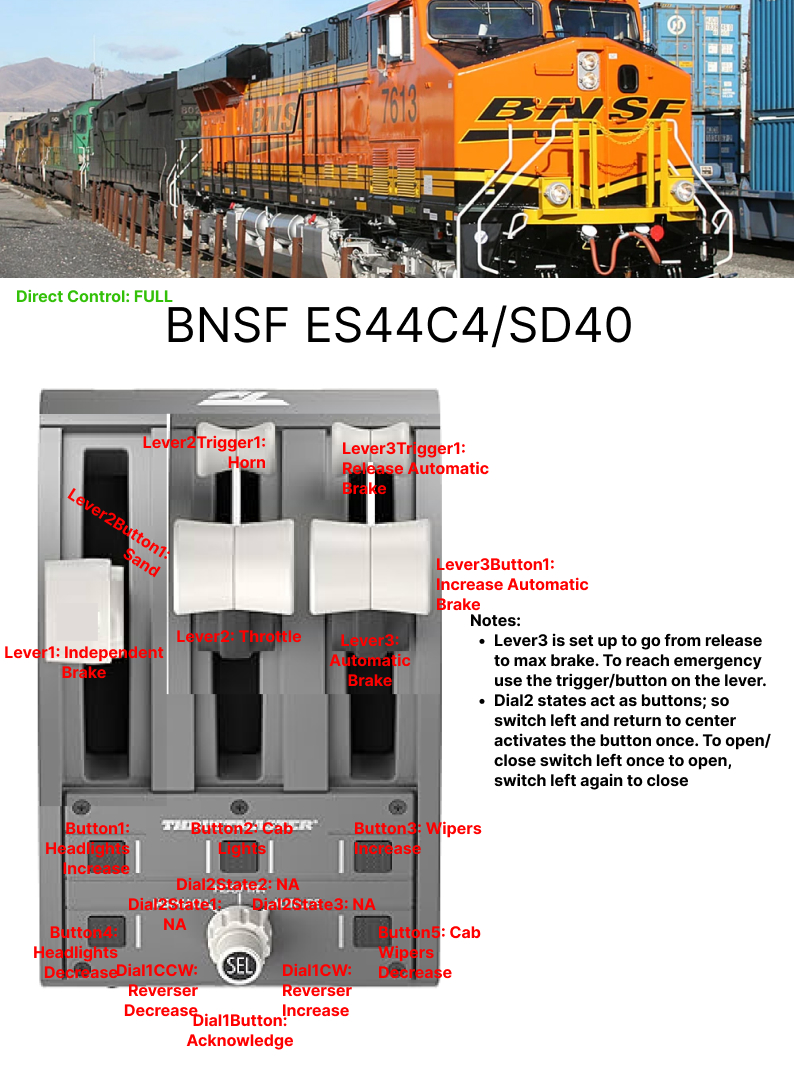 BNSF
7613
BNSF
Direct Control: FULL
BNSF ES44C4/SD40
Lever2Trigger1:
Horn
Lever3Trigger1:
Release Automatic
Brake
Lever2Button1:
Sand
Lever3Button1:
Increase Automatic
Brake
Lever1: Independent
Brake
Lever2: Throttle
Lever3:
Automatic
Brake
Notes:
• Lever3 is set up to go from release
to max brake. To reach emergency
use the trigger/button on the lever.
• Dial2 states act as buttons; so
switch left and return to center
activates the button once. To open/
close switch left once to open,
switch left again to close
THRUSTMASTER
Button1:
Headlights
Increase
Button2: Cab
Lights
Button3: Wipers
Increase
Dial2State2: NA
Dial2State1:
NA
Dial2State3: NA
Button4:
Headlights
Decrease
Button5: Cab
Wipers
Decrease
SEL
Dial1CCW:
Reverser
Decrease
Dial1CW:
Reverser
Increase
Dial1Button:
Acknowledge